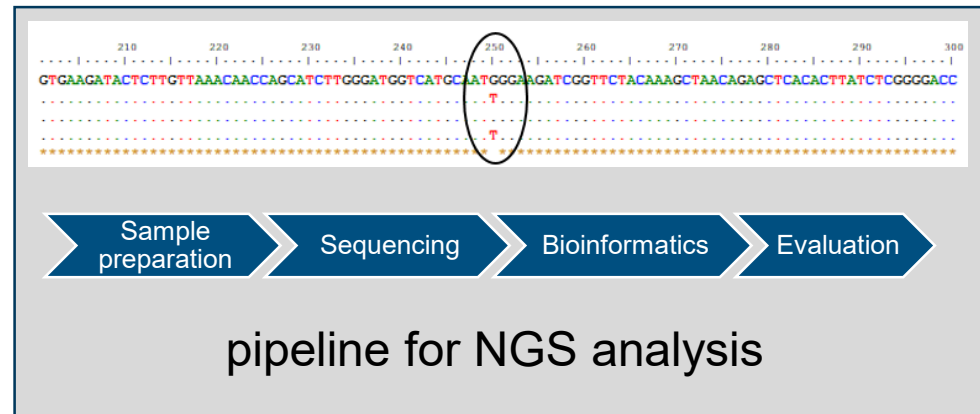 210 220 230 240 250 260 270 280 290 300
GTGAAGATACTCTTGTTAAACAACCAGCATCTTGGGATGGTCATGCAATGGGAAGATCGGTTCTACAAAGCTAACAGAGCTCACACTTATCTCGGGGACC
T
T
Sample
preparation
Sequencing
Bioinformatics
Evaluation
pipeline for NGS analysis